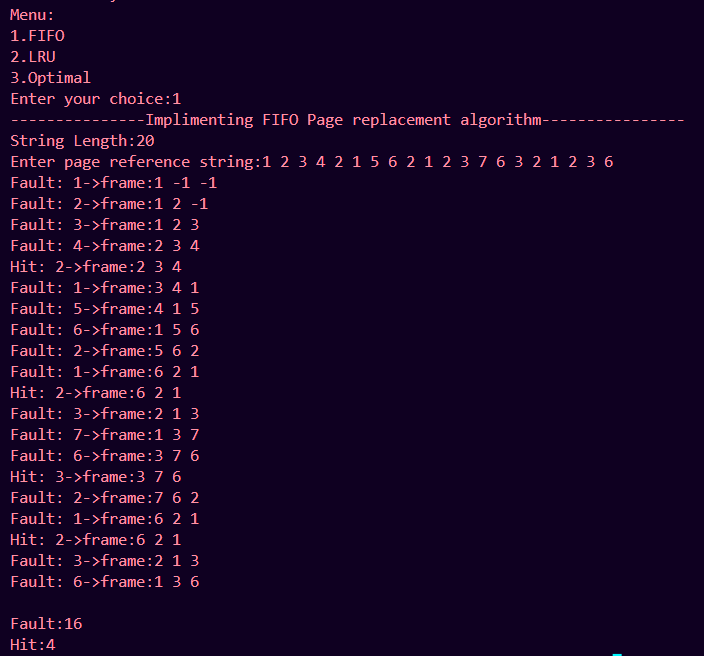 Menu:
1.FIFO
2.LRU
3.Optimal
Enter your choice:1
---------------Implimenting FIFO Page replacement algorithm----------------
String Length:20
Enter page reference string:1 2 3 4 2 1 5 6 2 1 2 3 7 6 3 2 1 2 3 6
Fault: 1->frame:1 -1 -1
Fault: 2->frame:1 2 -1
Fault: 3->frame:1 2 3
Fault: 4->frame:2 3 4
Hit: 2->frame:2 3 4
Fault: 1->frame:3 4 1
Fault: 5->frame:4 1 5
Fault: 6->frame:1 5 6
Fault: 2->frame:5 6 2
Fault: 1->frame:6 2 1
Hit: 2->frame:6 2 1
Fault: 3->frame:2 1 3
Fault: 7->frame:1 3 7
Fault: 6->frame:3 7 6
Hit: 3->frame:3 7 6
Fault: 2->frame:7 6 2
Fault: 1->frame:6 2 1
Hit: 2->frame:6 2 1
Fault: 3->frame:2 1 3
Fault: 6->frame:1 3 6

Fault:16
Hit:4